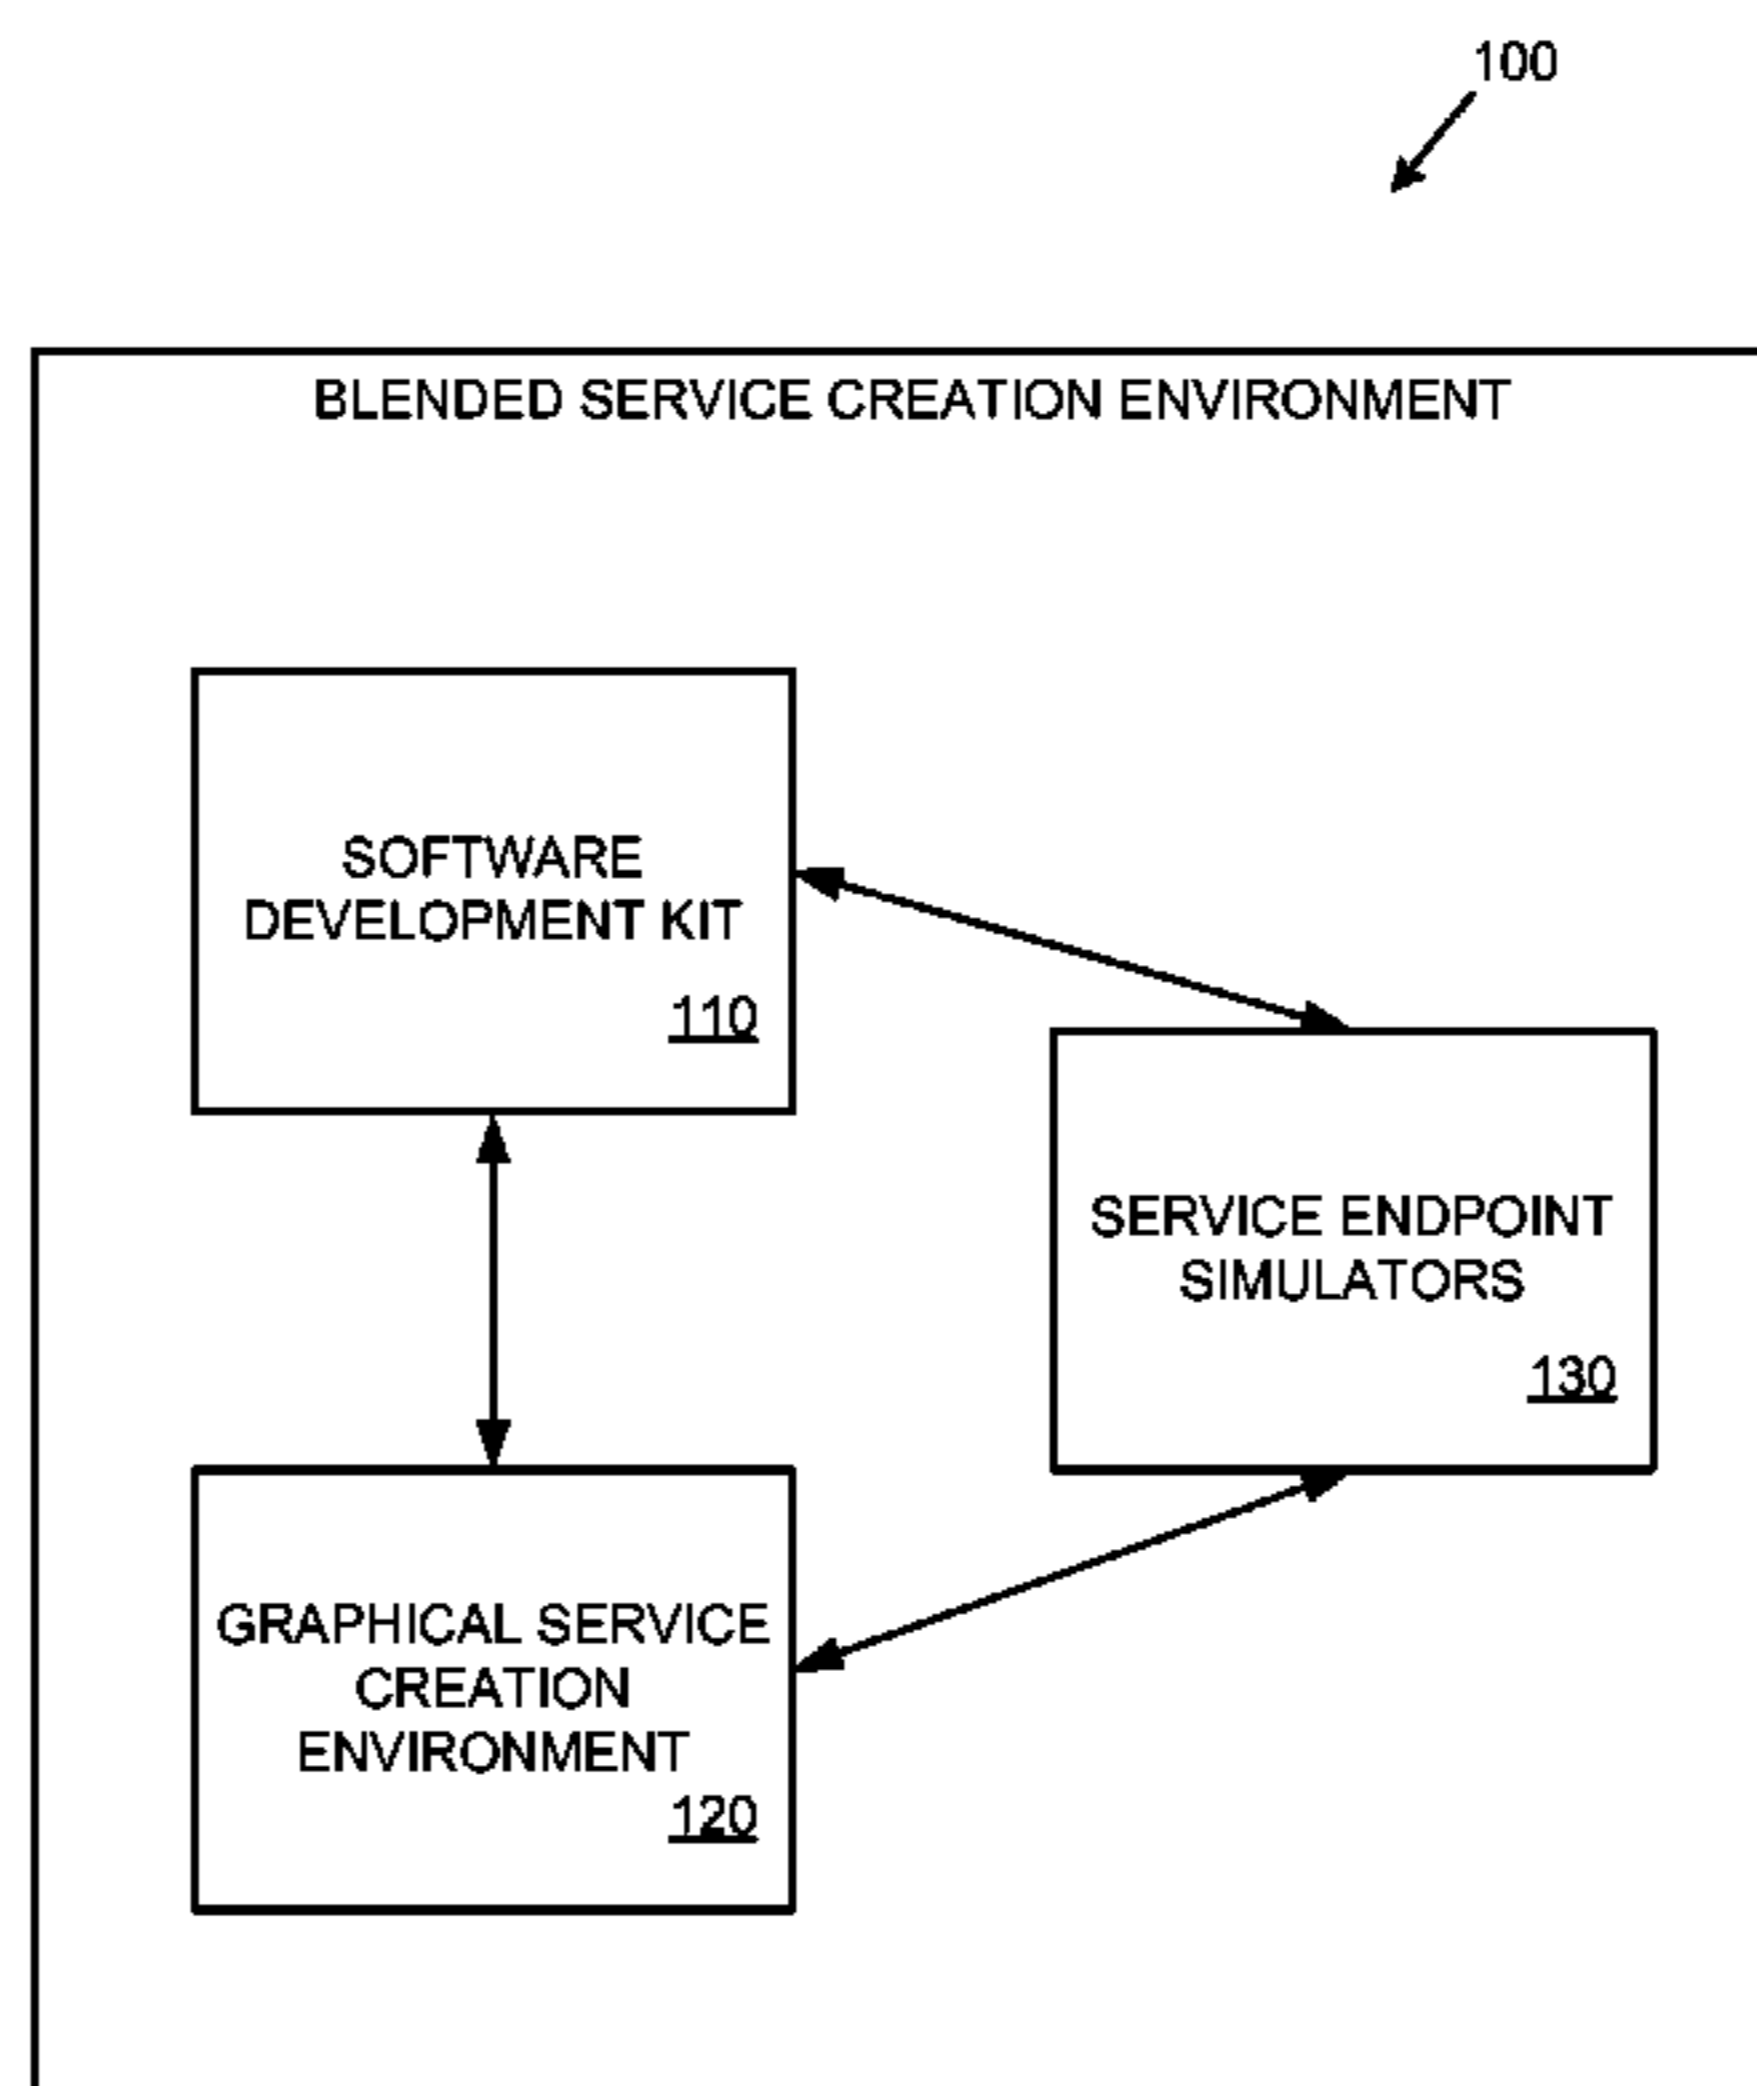 100
BLENDED SERVICE CREATION ENVIRONMENT
SOFTWARE
DEVELOPMENT KIT
110
SERVICE ENDPOINT
SIMULATORS
130
GRAPHICAL SERVICE
CREATION
ENVIRONMENT
120